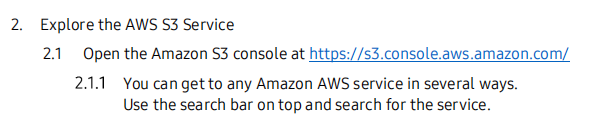 2. Explore the AWS S3 Service
2.1 Open the Amazon S3 console at https://s3.console.aws.amazon.com/
2.1.1 You can get to any Amazon AWS service in several ways.
Use the search bar on top and search for the service.